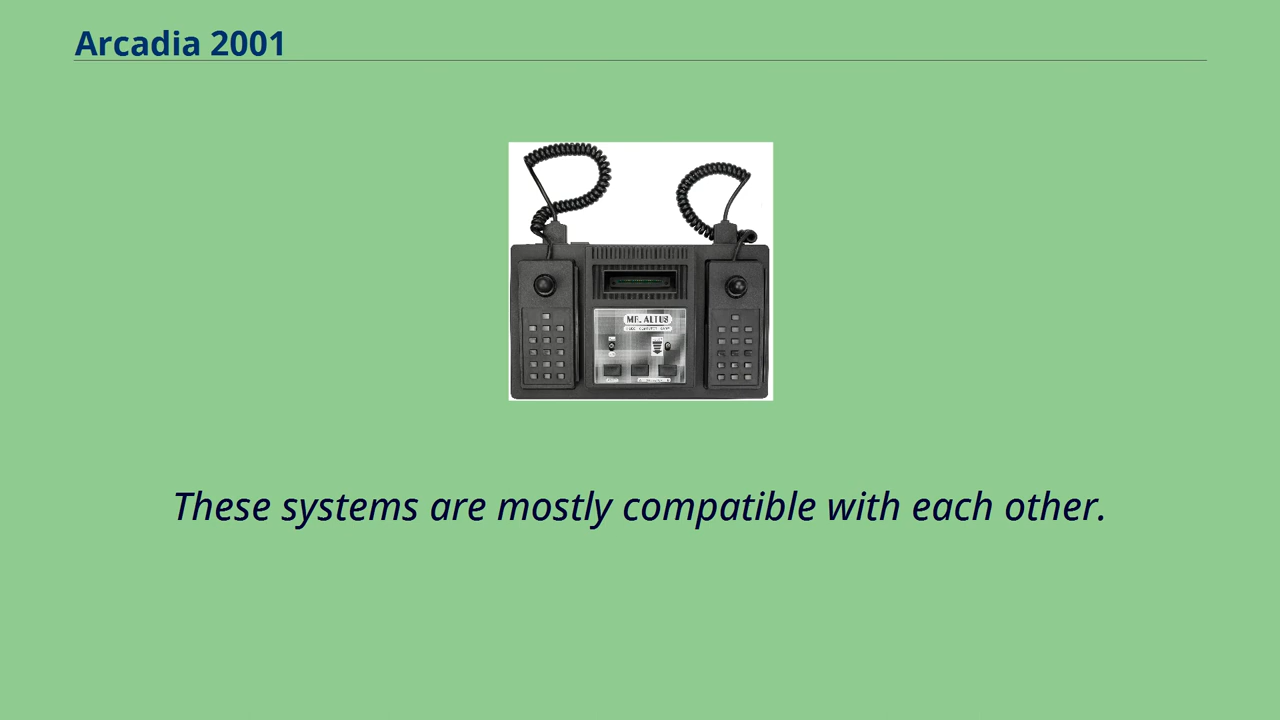 Arcadia 2001
MR. ALTUS
These systems are mostly compatible with each other.